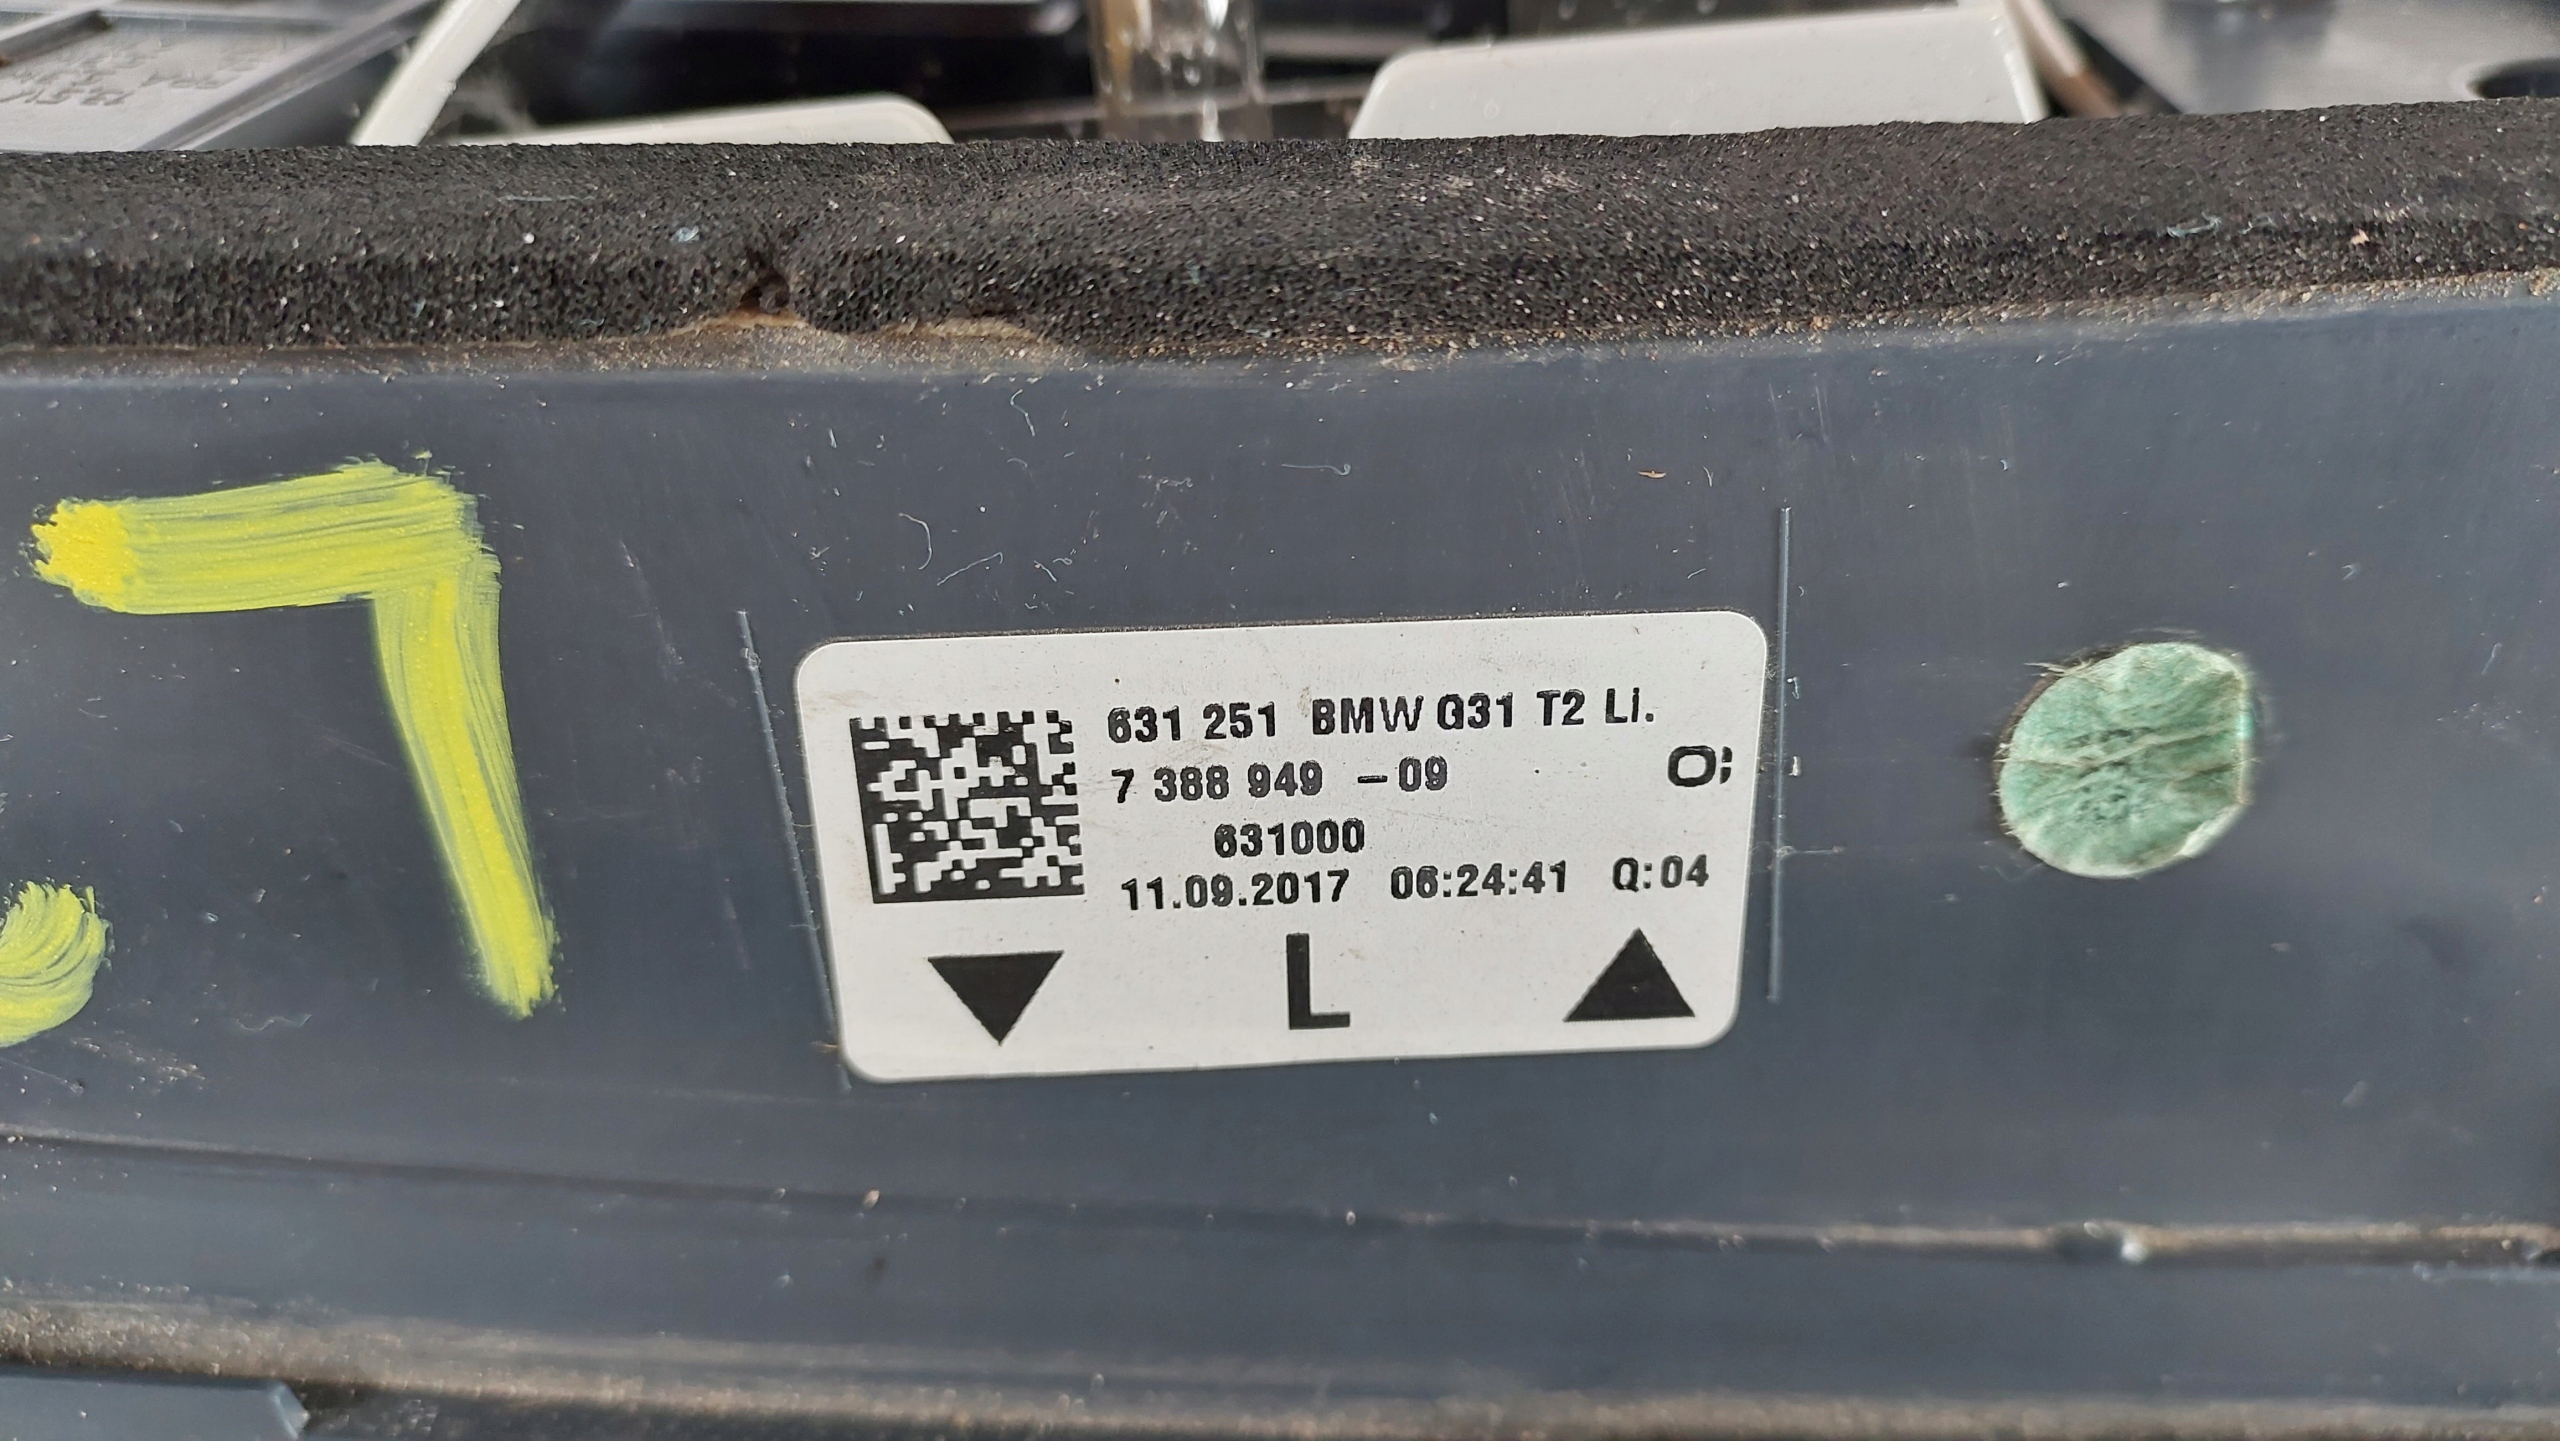 631 251 BMW G31 T2 Li.
7 388 949 -09
O;
631000
11.09.2017 06:24:41 Q:04
L